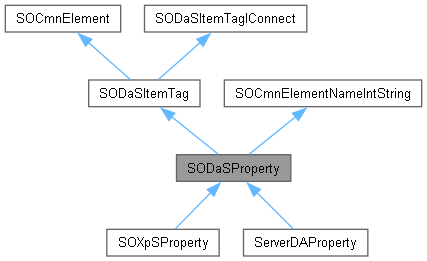 SOCmnElement
SODaSItemTagIConnect
SODaSItemTag
SOCmnElementNameIntString
SODaSProperty
SOXpSProperty
ServerDAProperty